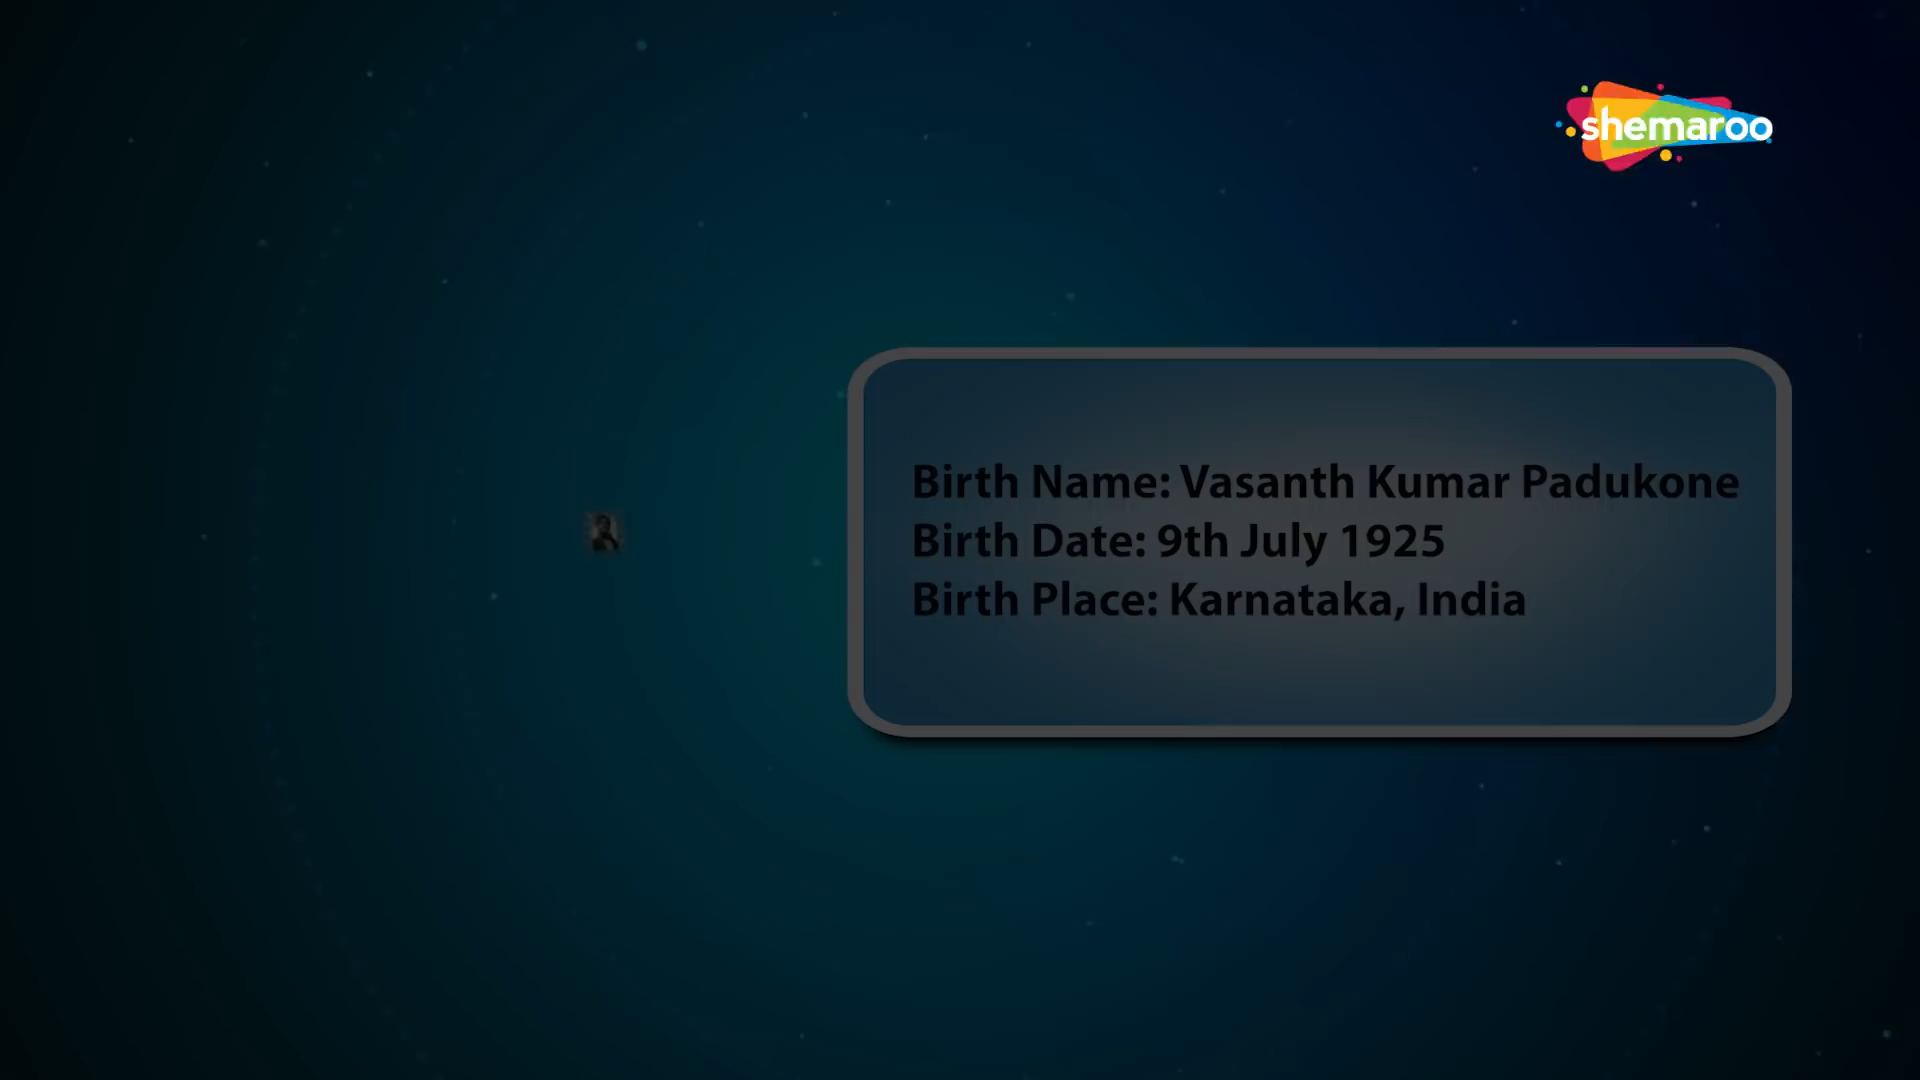 shemaroo
Birth Name: Vasanth Kumar Padukone
Birth Date: 9th July 1925
Birth Place: Karnataka, India